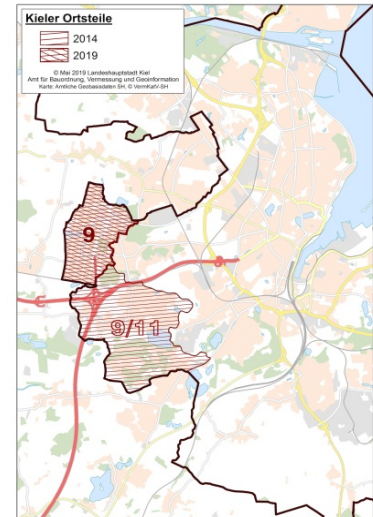 Kieler Ortsteile
2014
2019
© Mai 2019 Landeshauptstadt Kiel
Amt für Bauordnung, Vermessung und Geoinformation
Karte: Amtliche Geobasisdaten SH, © VermKatV-SH
9
9/11